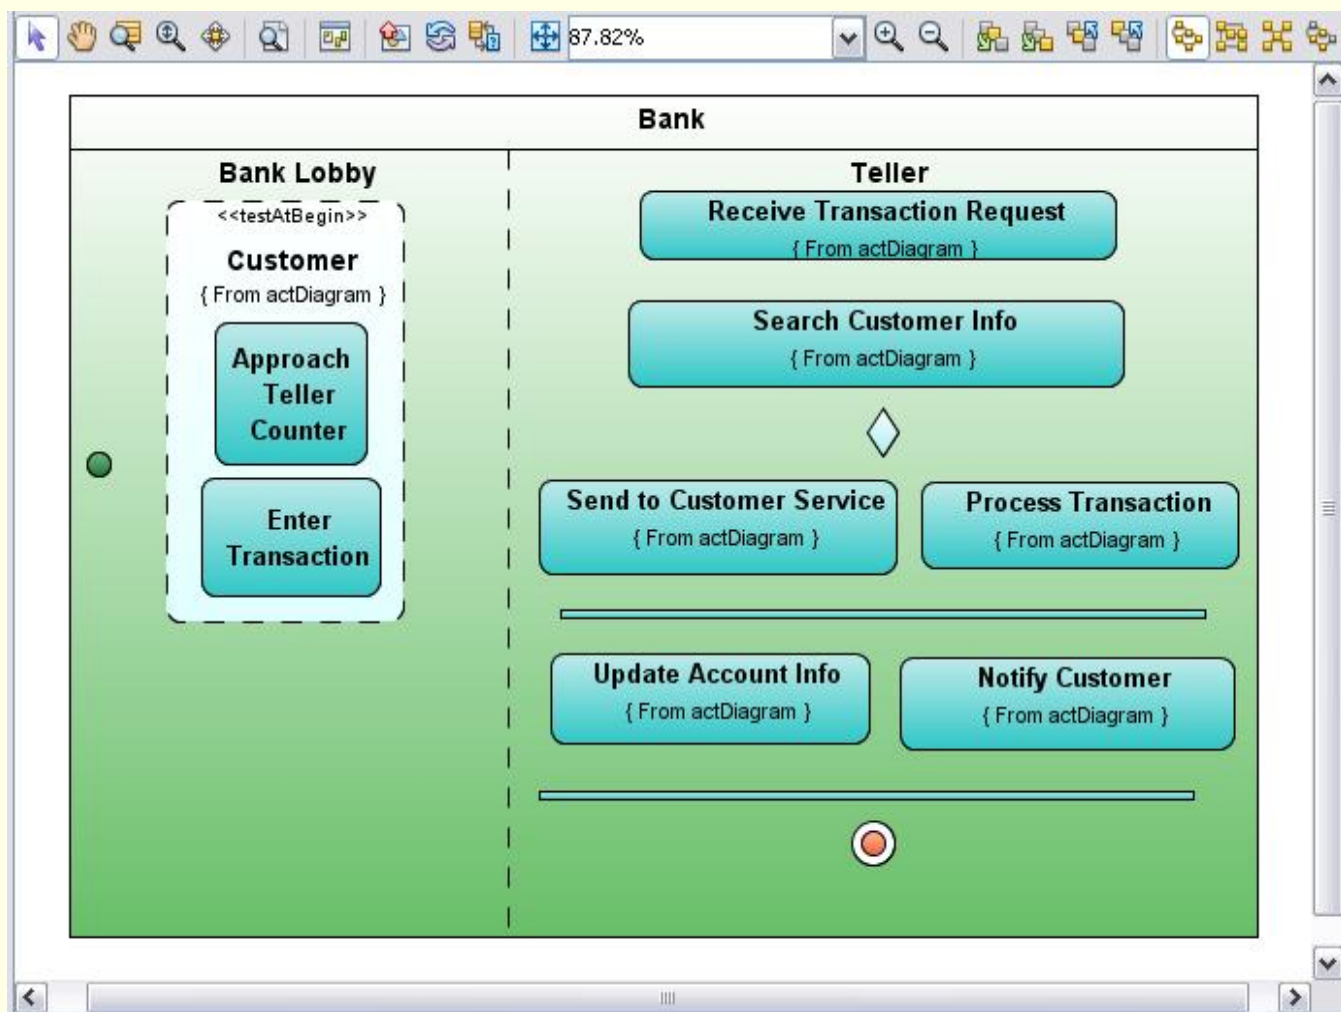 87.82%
Bank
Bank Lobby
<<testAtBegin>>
Customer
{ From actDiagram }
Approach
Teller
Counter
Enter
Transaction
Teller
Receive Transaction Request
{ From actDiagram }
Search Customer Info
{ From actDiagram }
Send to Customer Service
{ From actDiagram }
Process Transaction
{ From actDiagram }
Update Account Info
{ From actDiagram }
Notify Customer
{ From actDiagram }